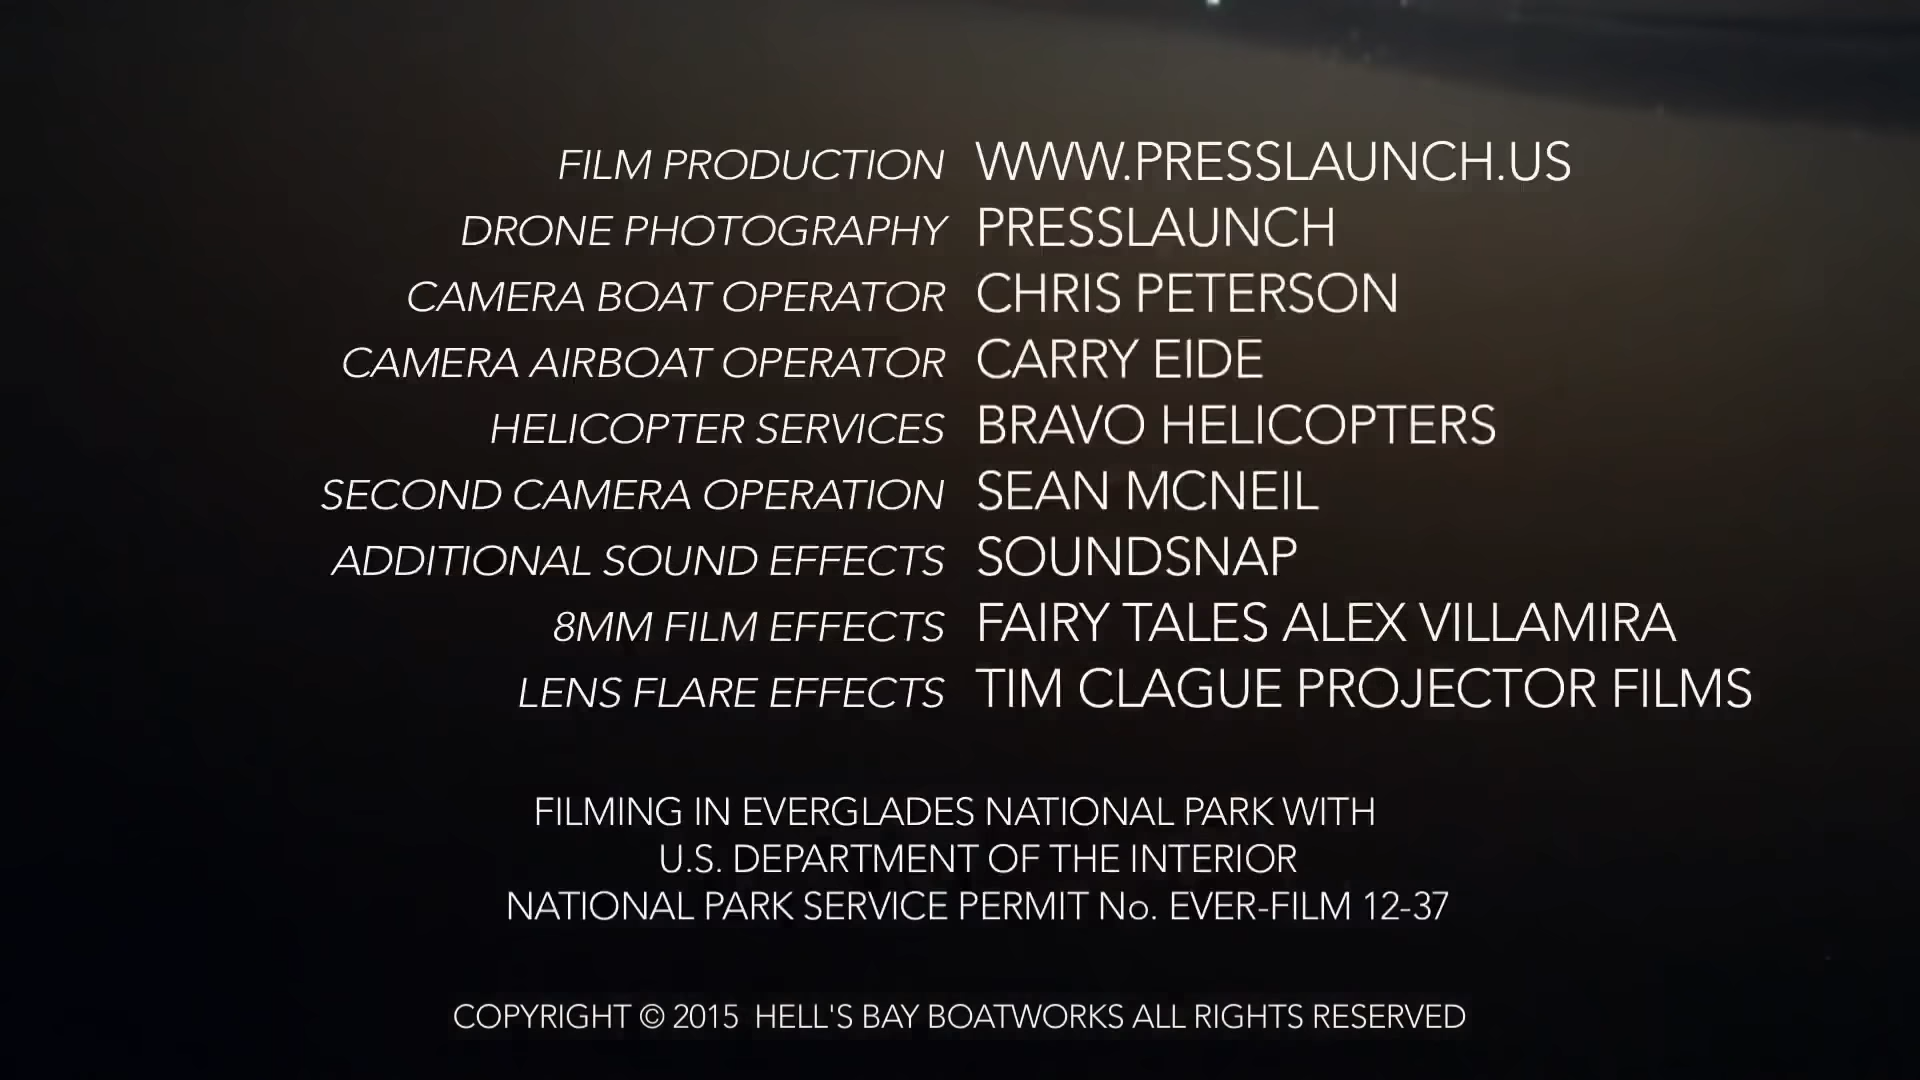 FILM PRODUCTION WWW.PRESSLAUNCH.US
DRONE PHOTOGRAPHY PRESSLAUNCH
CAMERA BOAT OPERATOR CHRIS PETERSON
CAMERA AIRBOAT OPERATOR CARRY EIDE
HELICOPTER SERVICES BRAVO HELICOPTERS
SECOND CAMERA OPERATION SEAN MCNEIL
ADDITIONAL SOUND EFFECTS SOUNDSNAP
8MM FILM EFFECTS FAIRY TALES ALEX VILLAMIRA
LENS FLARE EFFECTS TIM CLAGUE PROJECTOR FILMS
FILMING IN EVERGLADES NATIONAL PARK WITH
U.S. DEPARTMENT OF THE INTERIOR
NATIONAL PARK SERVICE PERMIT No. EVER-FILM 12-37
COPYRIGHT © 2015 HELL'S BAY BOATWORKS ALL RIGHTS RESERVED